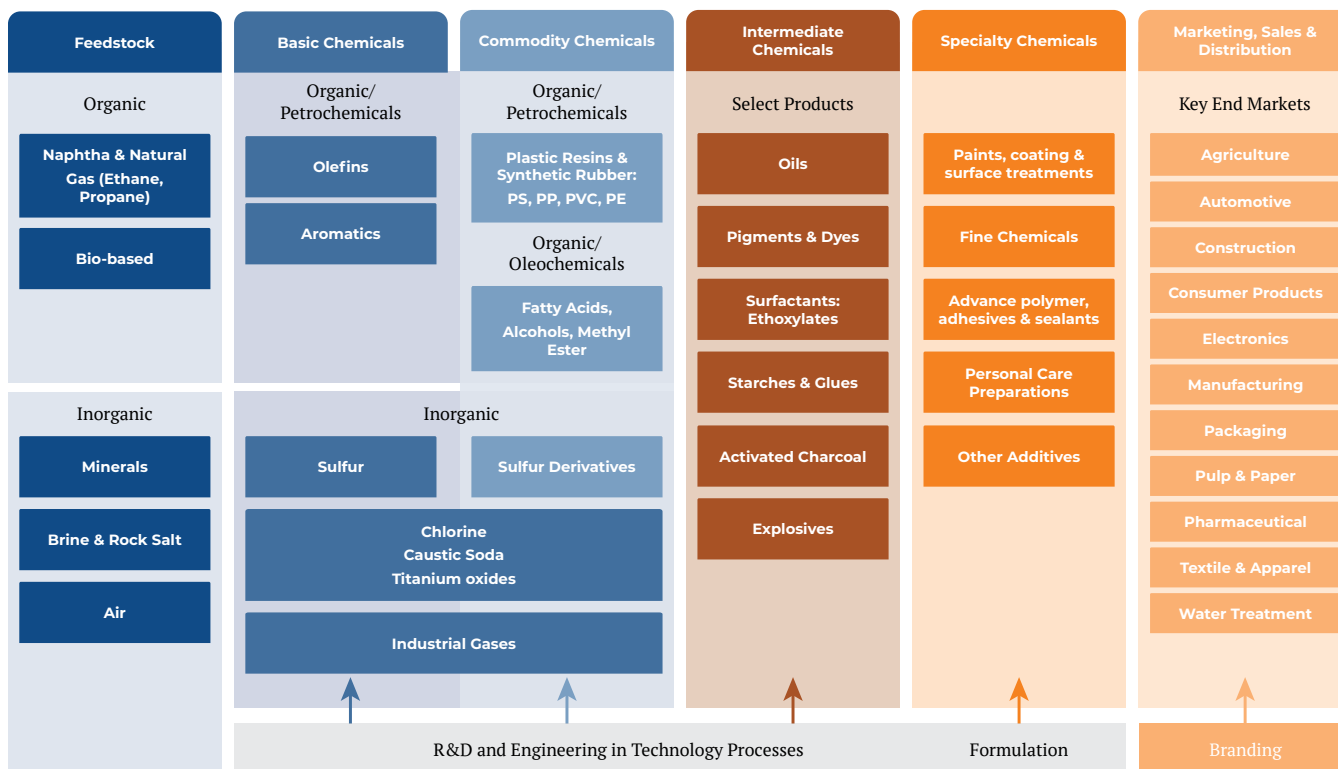 Feedstock
Organic
Naphtha & Natural
Gas (Ethane,
Propane)
Bio-based
Inorganic
Minerals
Brine & Rock Salt
Air
Basic Chemicals
Organic/
Petrochemicals
Olefins
Aromatics
Commodity Chemicals
Organic/
Petrochemicals
Plastic Resins &
Synthetic Rubber:
PS, PP, PVC, PE
Organic/
Oleochemicals
Fatty Acids,
Alcohols, Methyl
Ester
Inorganic
Sulfur
Sulfur Derivatives
Chlorine
Caustic Soda
Titanium oxides
Industrial Gases
Intermediate
Chemicals
Select Products
Oils
Pigments & Dyes
Surfactants:
Ethoxylates
Starches & Glues
Activated Charcoal
Explosives
Specialty Chemicals
Paints, coating &
surface treatments
Fine Chemicals
Advance polymer,
adhesives & sealants
Personal Care
Preparations
Other Additives
Marketing, Sales &
Distribution
Key End Markets
Agriculture
Automotive
Construction
Consumer Products
Electronics
Manufacturing
Packaging
Pulp & Paper
Pharmaceutical
Textile & Apparel
Water Treatment
R&D and Engineering in Technology Processes
Formulation
Branding